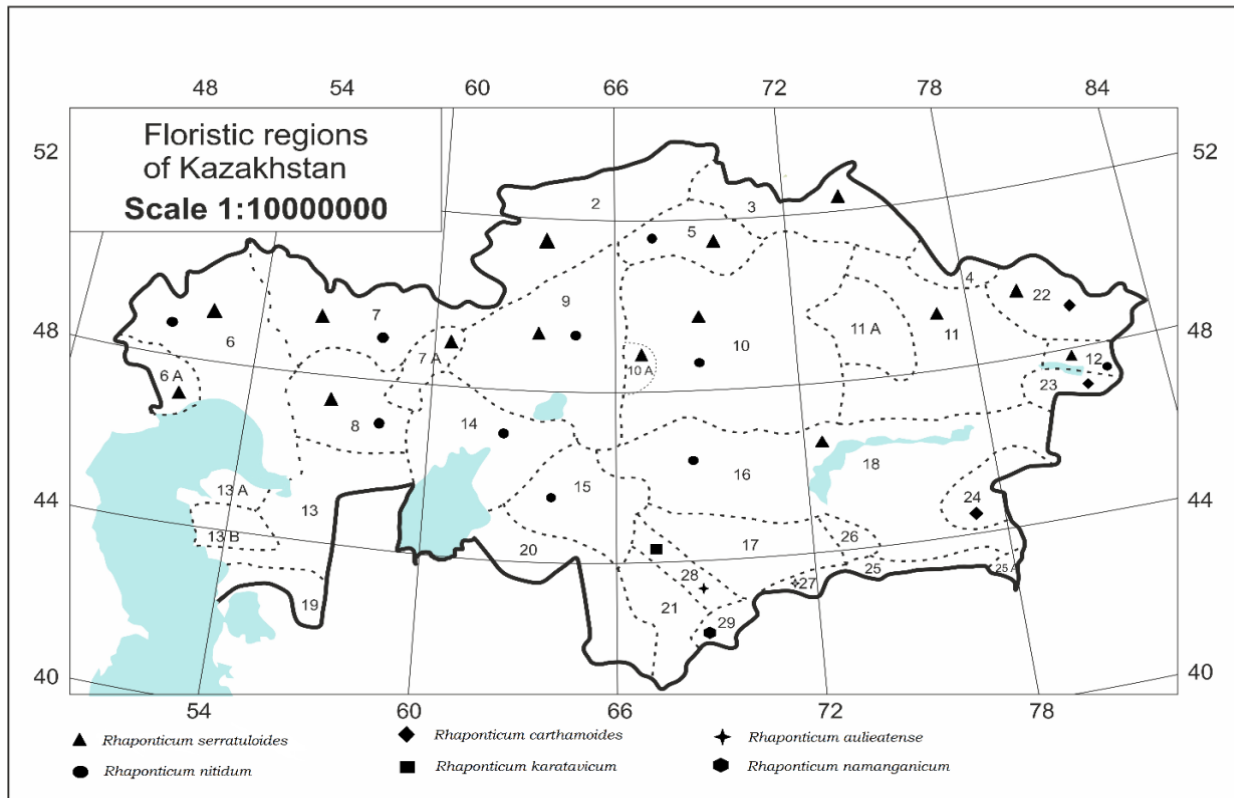 48 54 60 66 72 78 84
Floristic regions
of Kazakhstan
Scale 1:10000000
52 52
2 3
5
4
22
9
7
6
11 A 11
10
48 48
7 A
10 A
12
6 A
23
14
8
18
16
15
13 A
24
44 44
13
13 B
26
17
20
28
25
25 A
27
19
21
29
40 40
54 60 66 72 78
Rhaponticum serratuloides Rhaponticum carthamoides Rhaponticum aulieatense
Rhaponticum nitidum Rhaponticum karatavicum Rhaponticum namanganicum